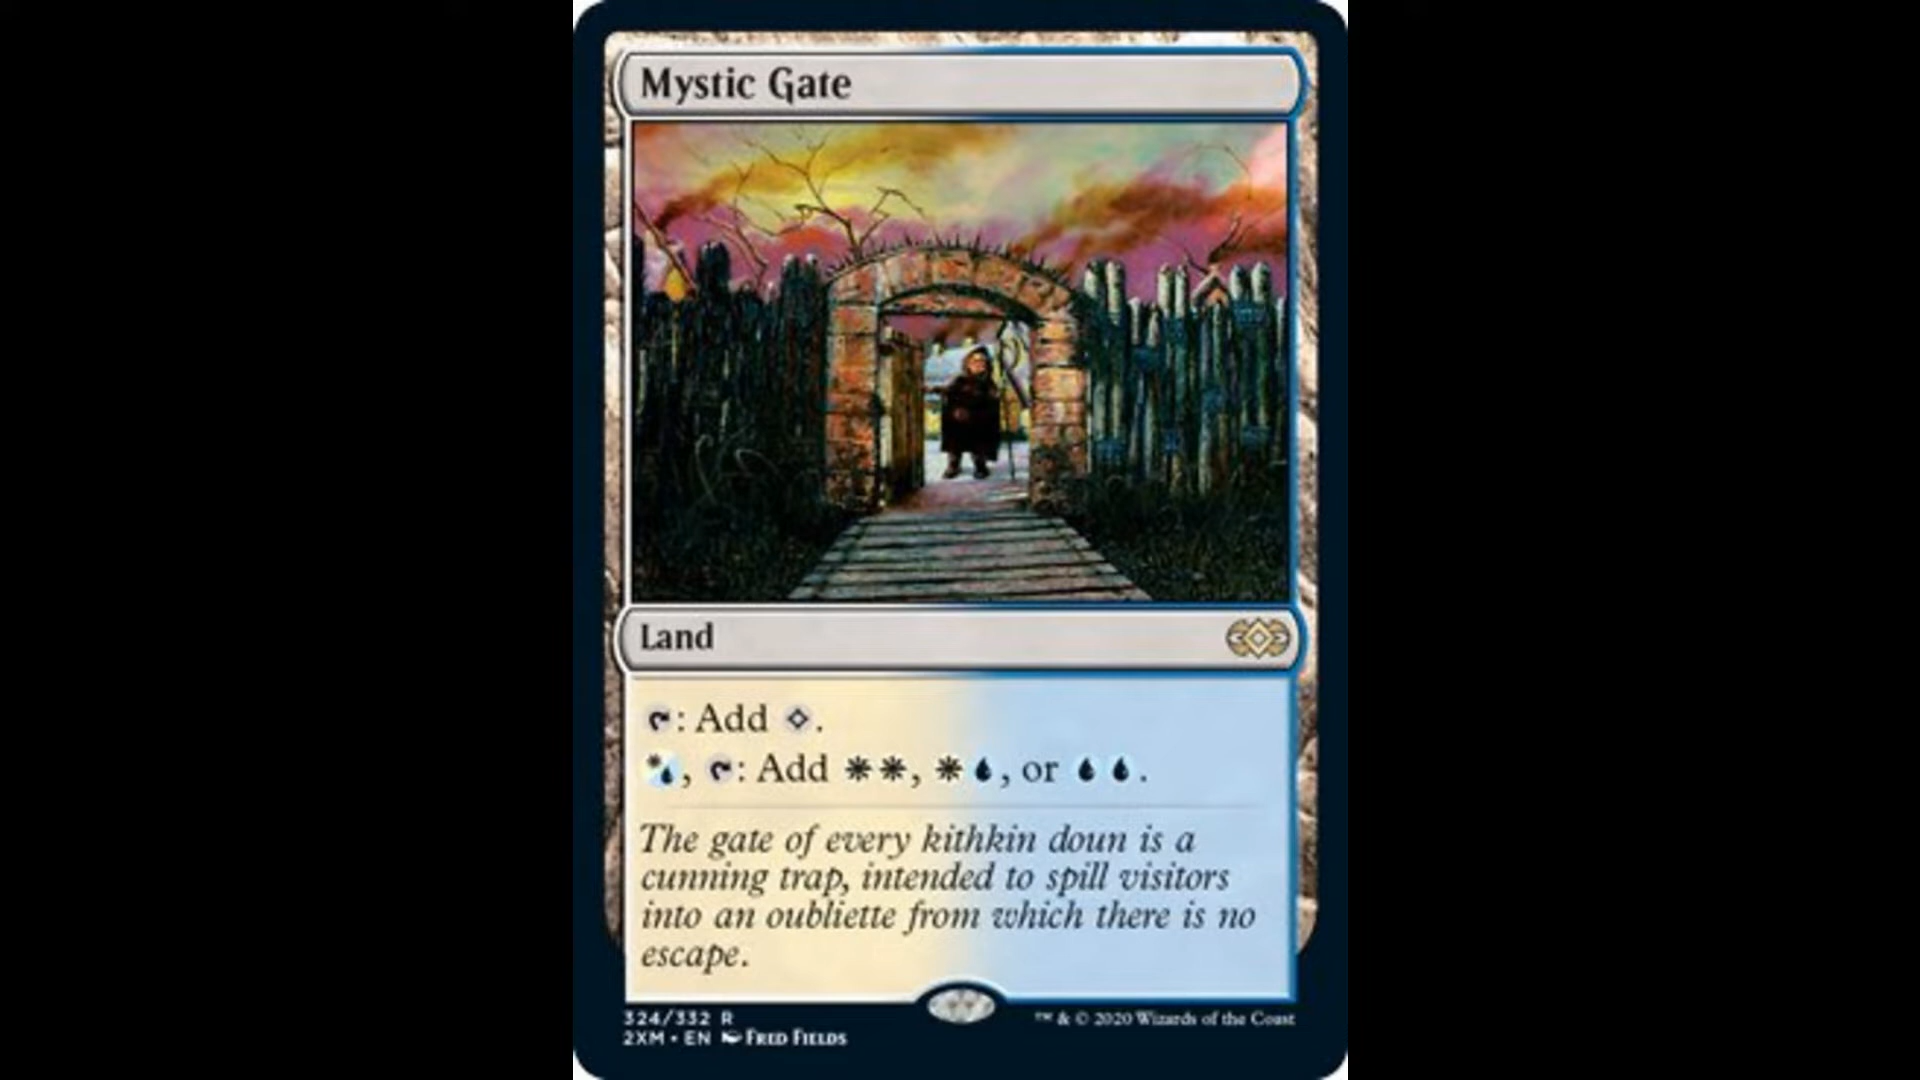 Mystic Gate
Land
: Add .
, : Add , , or .
The gate of every kithkin doun is a
cunning trap, intended to spill visitors
into an oubliette from which there is no
escape.
324/332 R
™ & © 2020 Wizards of the Coast
2XM • EN Fred Fields